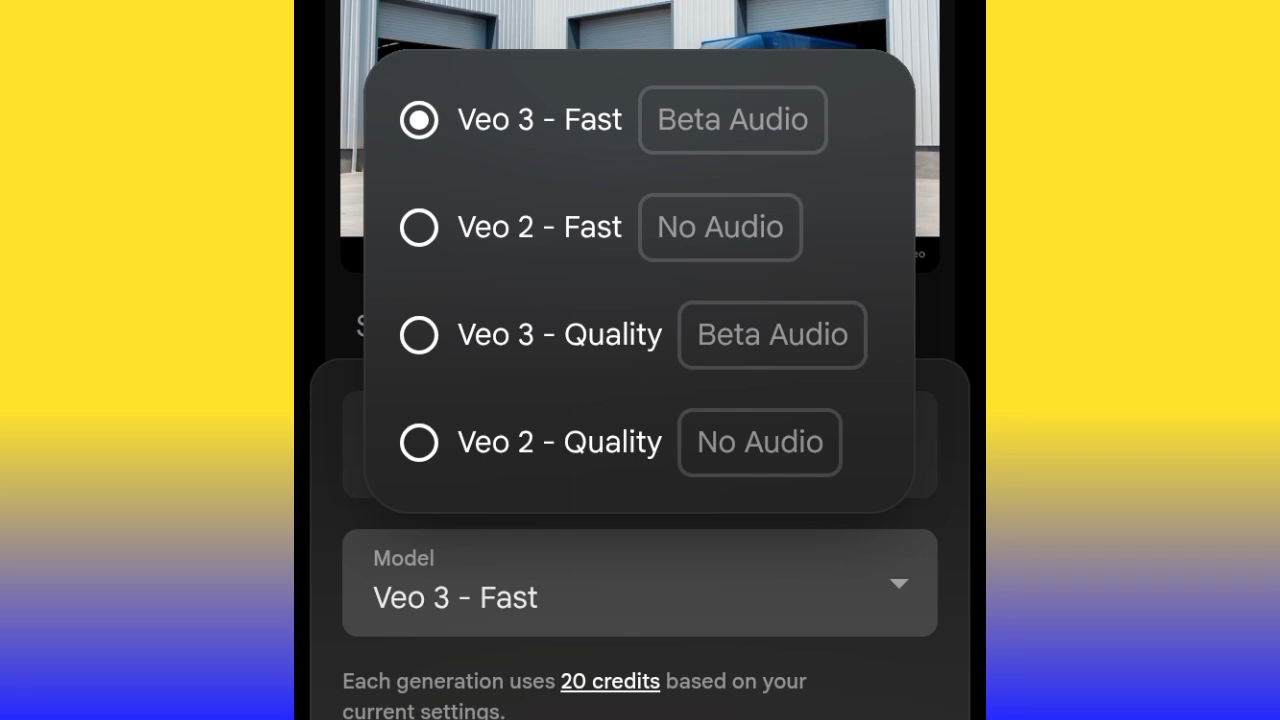 Veo 3 - Fast Beta Audio
Veo 2 - Fast No Audio
Veo 3 - Quality Beta Audio
Veo 2 - Quality No Audio
Model
Veo 3 - Fast
Each generation uses 20 credits based on your
current settings.